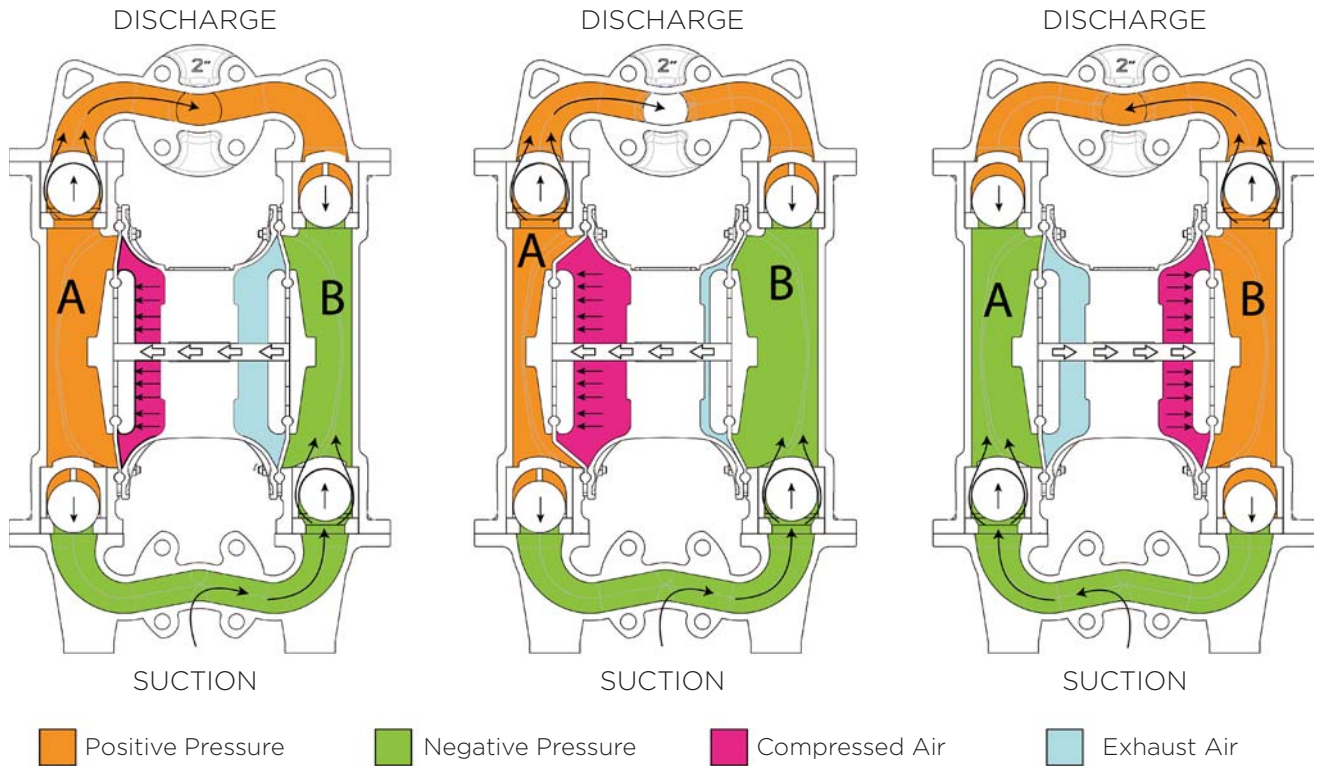 DISCHARGE DISCHARGE DISCHARGE
2" 2" 2"
A B A B A B
SUCTION SUCTION SUCTION
Positive Pressure Negative Pressure Compressed Air Exhaust Air